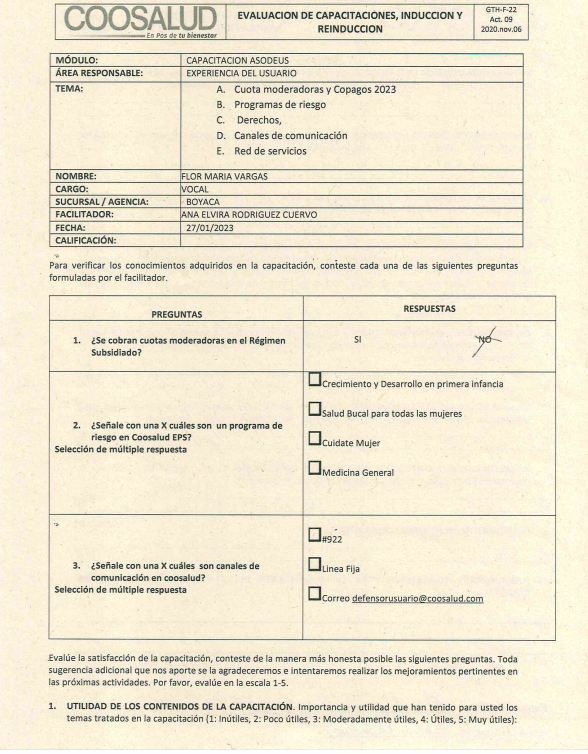 COOSALUD
En Pos de tu bienestar
EVALUACION DE CAPACITACIONES, INDUCCION Y
REINDUCCION
GTH-F-22
Act. 09
2020.nov.06
MÓDULO: CAPACITACION ASODEUS
ÁREA RESPONSABLE: EXPERIENCIA DEL USUARIO
TEMA: A. Cuota moderadoras y Copagos 2023
B. Programas de riesgo
C. Derechos,
D. Canales de comunicación
E. Red de servicios
NOMBRE: FLOR MARIA VARGAS
CARGO: VOCAL
SUCURSAL / AGENCIA: BOYACA
FACILITADOR: ANA ELVIRA RODRIGUEZ CUERVO
FECHA: 27/01/2023
CALIFICACIÓN:
Para verificar los conocimientos adquiridos en la capacitación, conteste cada una de las siguientes preguntas
formuladas por el facilitador.
PREGUNTAS
RESPUESTAS
1. ¿Se cobran cuotas moderadoras en el Régimen
Subsidiado?
SI NO
2. ¿Señale con una X cuáles son un programa de
riesgo en Coosalud EPS?
Selección de múltiple respuesta
Crecimiento y Desarrollo en primera infancia
Salud Bucal para todas las mujeres
Cuidate Mujer
Medicina General
3. ¿Señale con una X cuáles son canales de
comunicación en coosalud?
Selección de múltiple respuesta
#922
Linea Fija
Correo defensorusuario@coosalud.com
Evalúe la satisfacción de la capacitación, conteste de la manera más honesta posible las siguientes preguntas. Toda
sugerencia adicional que nos aporte se la agradeceremos e intentaremos realizar los mejoramientos pertinentes en
las próximas actividades. Por favor, evalúe en la escala 1-5.
1. UTILIDAD DE LOS CONTENIDOS DE LA CAPACITACIÓN. Importancia y utilidad que han tenido para usted los
temas tratados en la capacitación (1: Inútiles, 2: Poco útiles, 3: Moderadamente útiles, 4: Útiles, 5: Muy útiles):